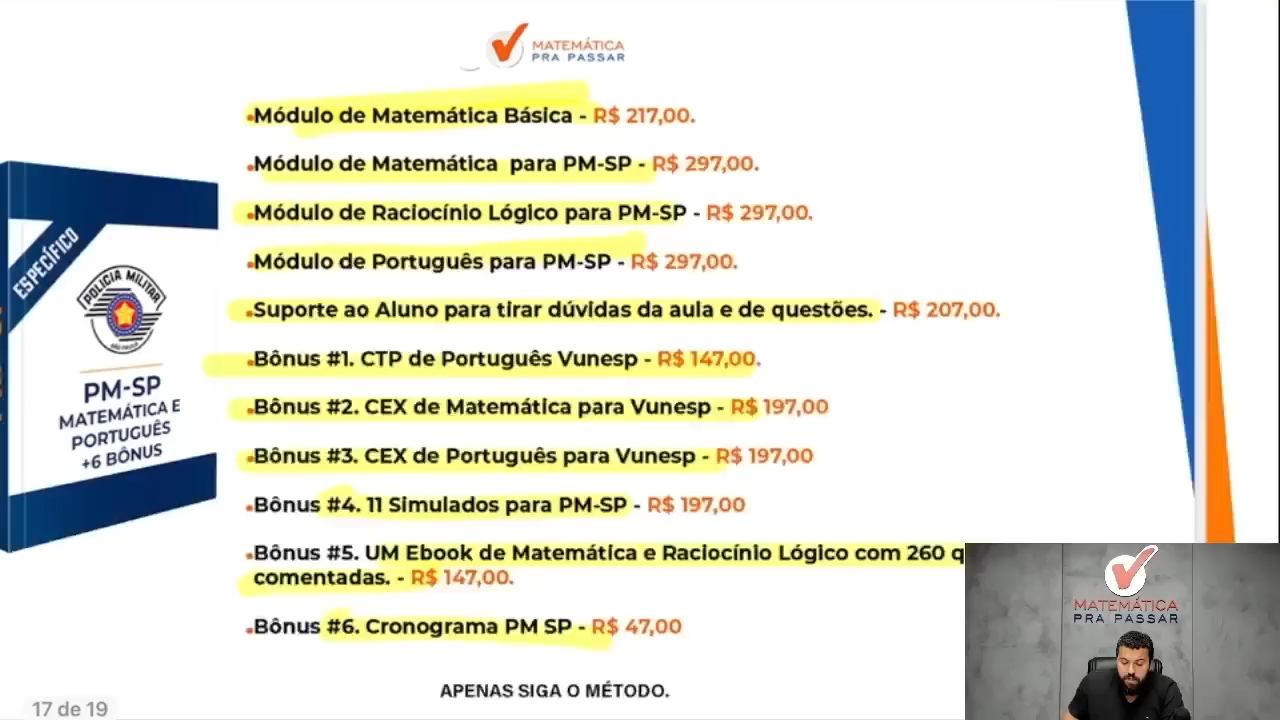 MATEMÁTICA
PRA PASSAR
•Módulo de Matemática Básica - R$ 217,00.
•Módulo de Matemática para PM-SP - R$ 297,00.
•Módulo de Raciocínio Lógico para PM-SP - R$ 297,00.
•Módulo de Português para PM-SP - R$ 297,00.
•Suporte ao Aluno para tirar dúvidas da aula e de questões. - R$ 207,00.
•Bônus #1. CTP de Português Vunesp - R$ 147,00.
•Bônus #2. CEX de Matemática para Vunesp - R$ 197,00
•Bônus #3. CEX de Português para Vunesp - R$ 197,00
•Bônus #4. 11 Simulados para PM-SP - R$ 197,00
•Bônus #5. UM Ebook de Matemática e Raciocínio Lógico com 260 q
comentadas. - R$ 147,00.
•Bônus #6. Cronograma PM SP - R$ 47,00
APENAS SIGA O MÉTODO.
17 de 19
ESPECÍFICO
POLICIA MILITAR
SÃO PAULO
PM-SP
MATEMÁTICA E
PORTUGUÊS
+6 BÔNUS
MATEMÁTICA
PRA PASSAR